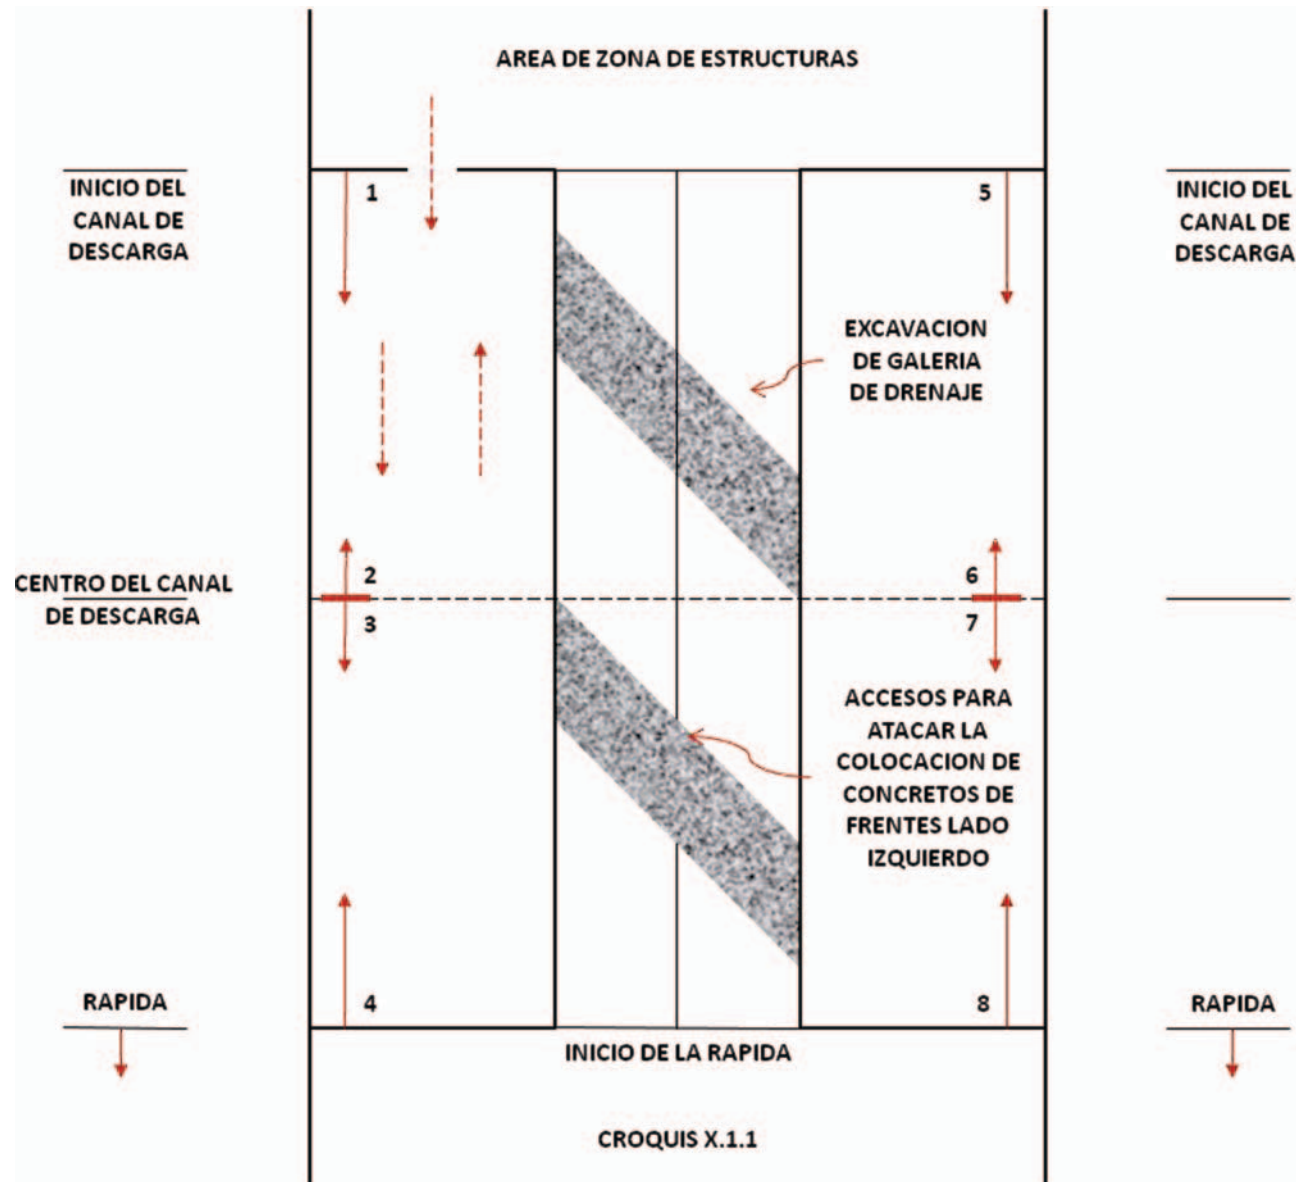 AREA DE ZONA DE ESTRUCTURAS
INICIO DEL
CANAL DE
DESCARGA
1
5
INICIO DEL
CANAL DE
DESCARGA
EXCAVACION
DE GALERIA
DE DRENAJE
CENTRO DEL CANAL
DE DESCARGA
2
3
6
7
ACCESOS PARA
ATACAR LA
COLOCACION DE
CONCRETOS DE
FRENTES LADO
IZQUIERDO
RAPIDA
4
8
RAPIDA
INICIO DE LA RAPIDA
CROQUIS X.1.1